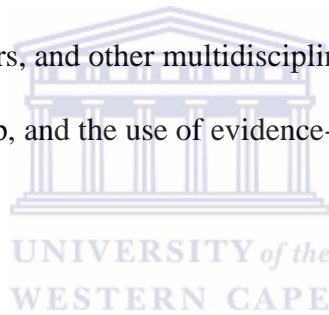 rs, and other multidisciplin
p, and the use of evidence-
UNIVERSITY of the
WESTERN CAPE